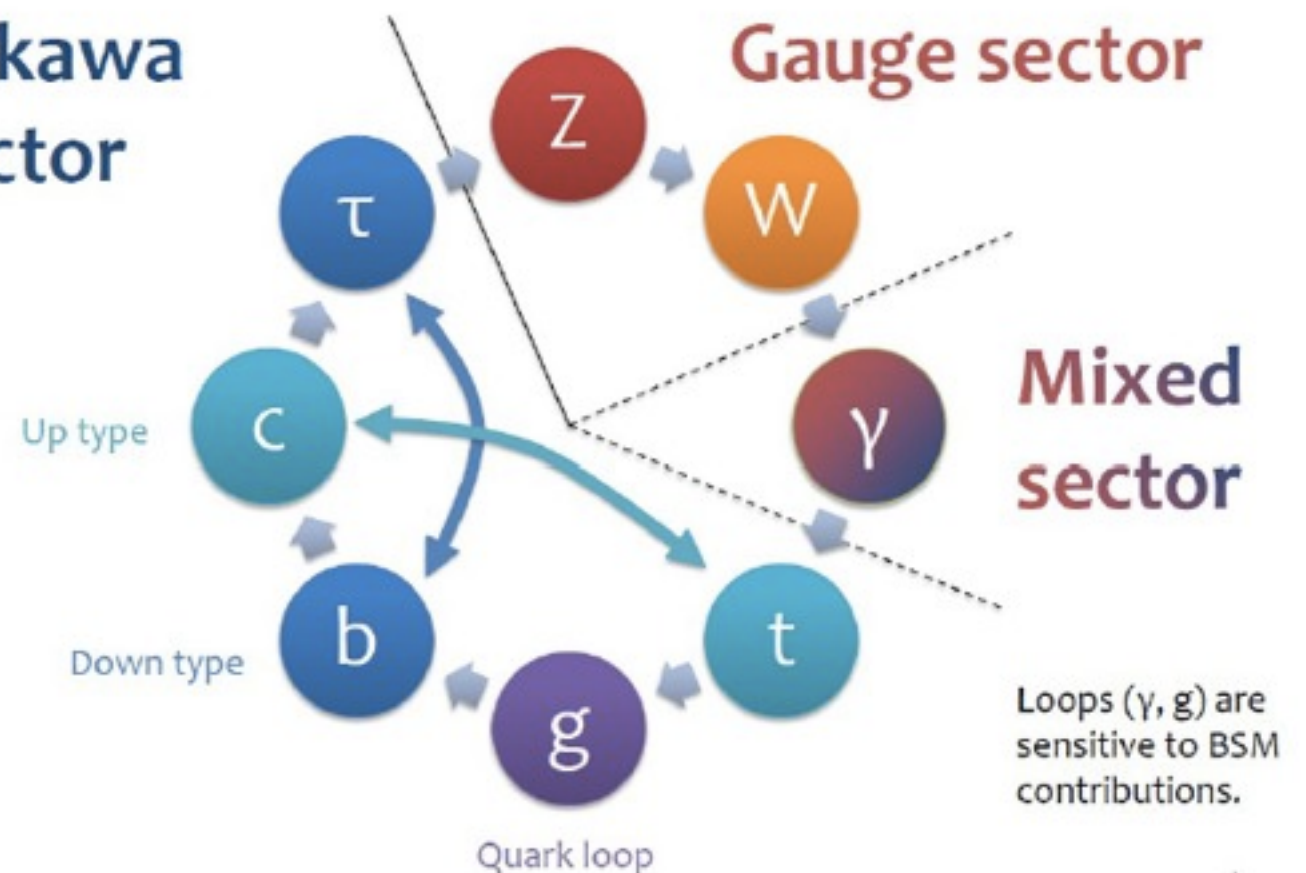 kawa
ctor
Gauge sector
Z
W
τ
γ
Mixed
sector
Up type
c
t
b
Down type
g
Quark loop
Loops (γ, g) are
sensitive to BSM
contributions.